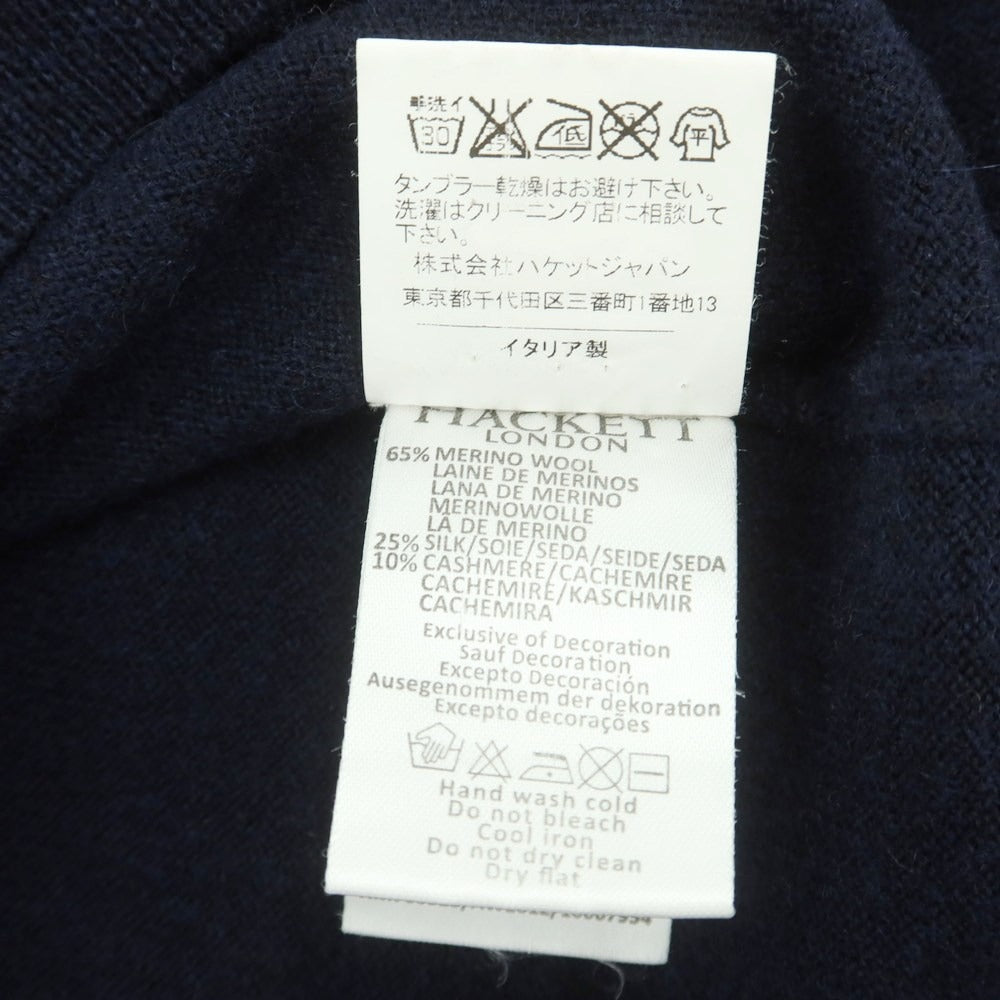 手洗イ
30
低
平
タンブラー乾燥はお避け下さい。
洗濯はクリーニング店に相談して
下さい。
株式会社ハケットジャパン
東京都千代田区三番町1番地13
イタリア製
HACKETT
LONDON
65% MERINO WOOL
LAINE DE MERINOS
LANA DE MERINO
MERINOWOLLE
LÃ DE MERINO
25% SILK/SOIE/SEDA/SEIDE/SEDA
10% CASHMERE/CACHEMIRE
CACHEMIRE/KASCHMIR
CACHEMIRA
Exclusive of Decoration
Sauf Decoration
Excepto Decoración
Ausegenommem der dekoration
Excepto decorações
Hand wash cold
Do not bleach
Cool iron
Do not dry clean
Dry flat